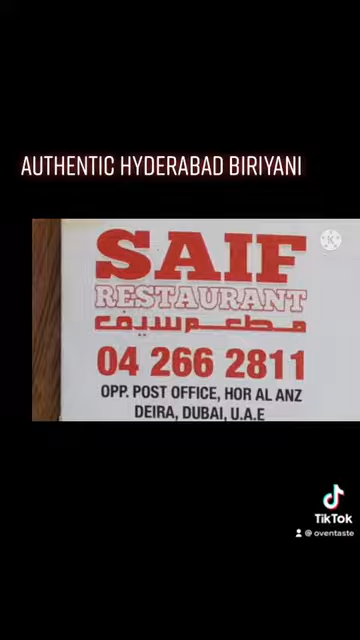 AUTHENTIC HYDERABAD BIRIYANI
SAIF
RESTAURANT
مطعم سيف
04 266 2811
OPP. POST OFFICE, HOR AL ANZ
DEIRA, DUBAI, U.A.E
TikTok
@oventaste